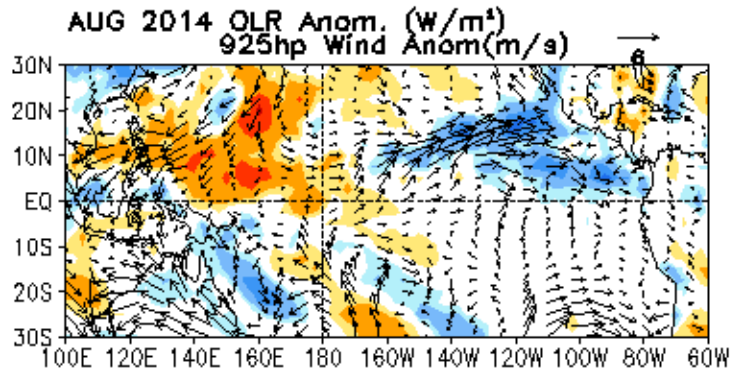 AUG 2014 OLR Anom. (W/m²)
925hp Wind Anom(m/s)
6
30N
20N
10N
EQ
10S
20S
30S
100E 120E 140E 160E 180 160W 140W 120W 100W 80W 60W